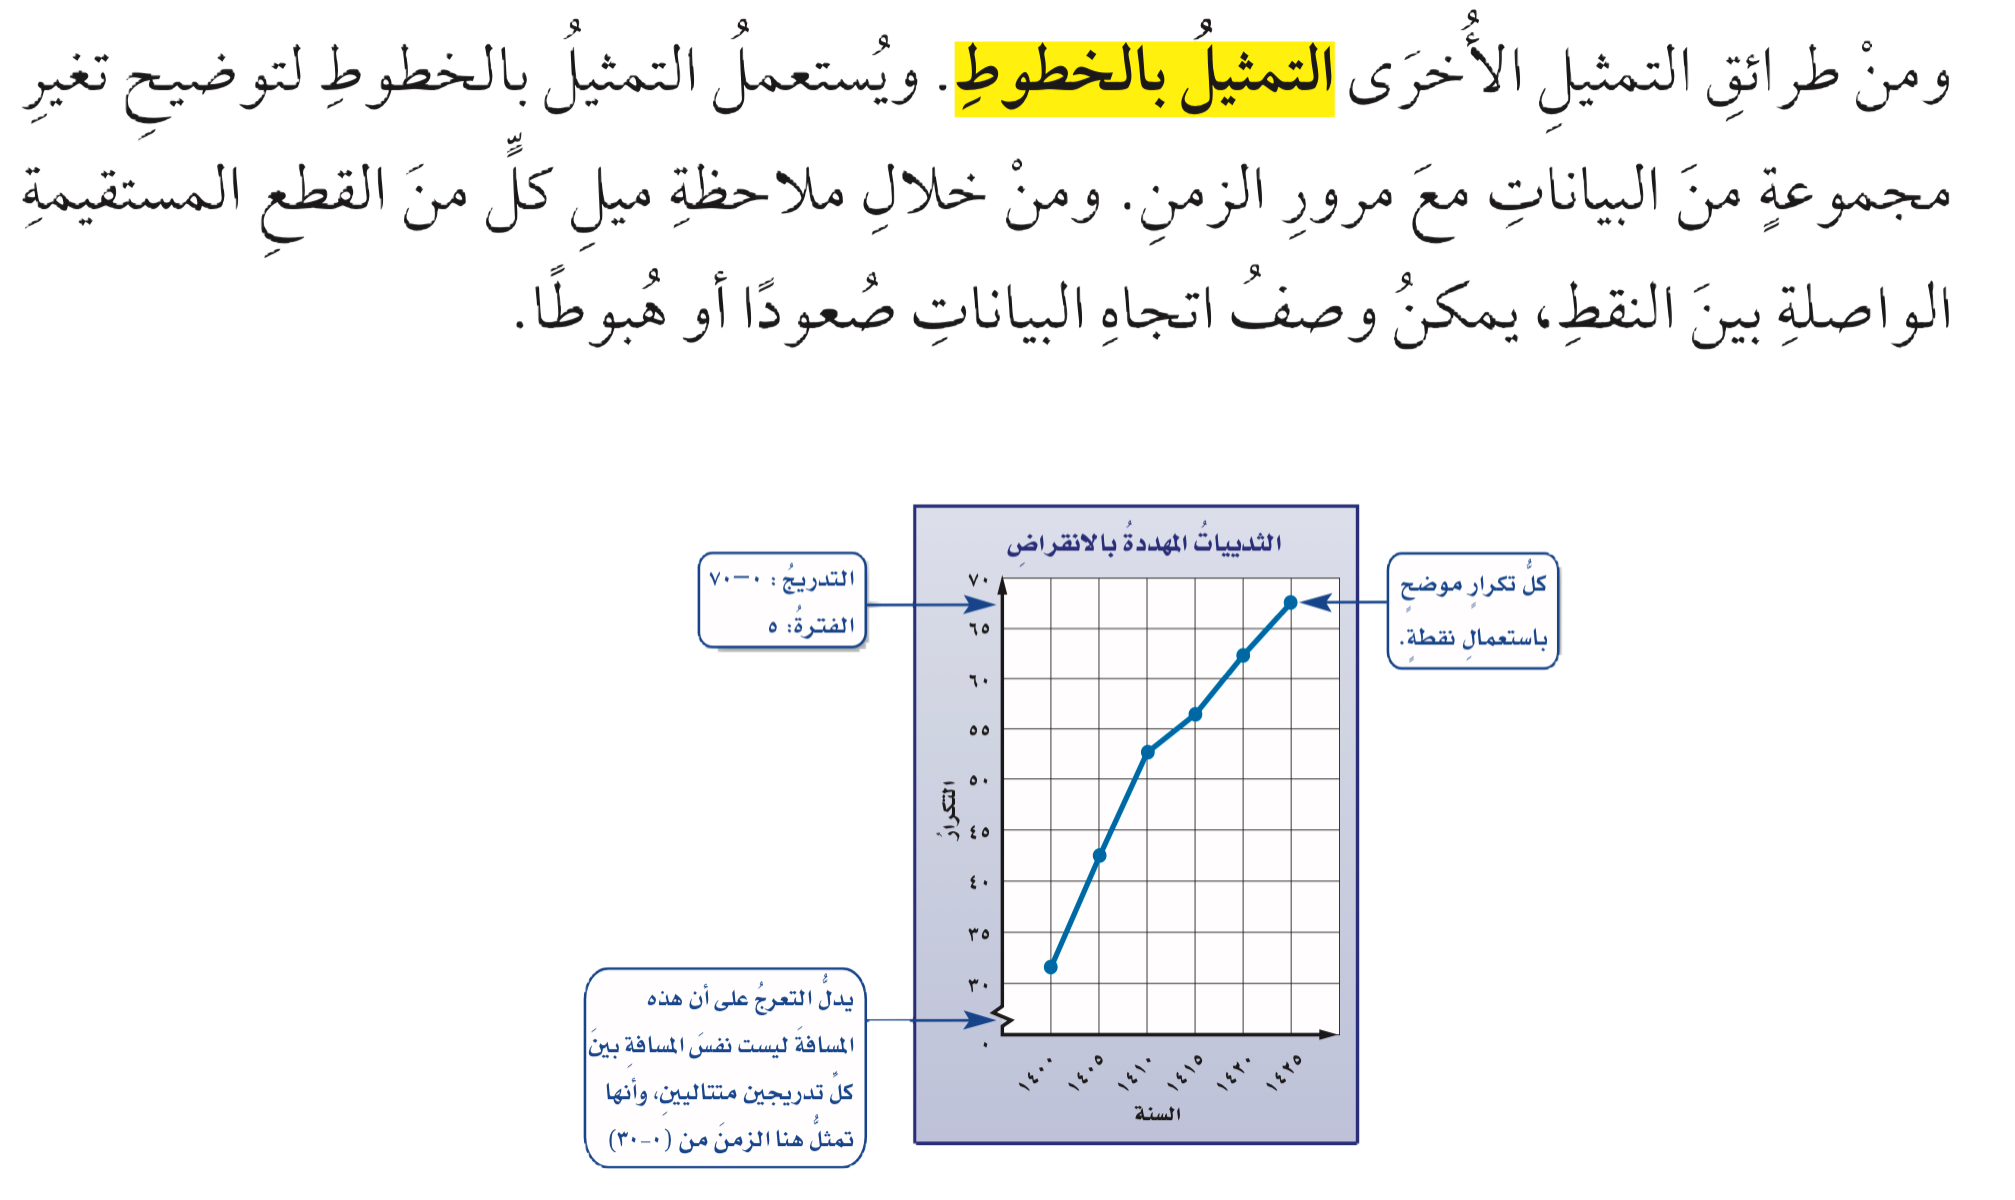 ومنْ طرائقِ التمثيلِ الأُخرَى التمثيلُ بالخطوطِ. ويُستعملُ التمثيلُ بالخطوطِ لتوضيحِ تغيرِ
مجموعةٍ منَ البياناتِ معَ مرورِ الزمنِ. ومنْ خلالِ ملاحظةِ ميلِ كلٍّ منَ القطعِ المستقيمةِ
الواصلةِ بينَ النقطِ، يمكنُ وصفُ اتجاهِ البياناتِ صُعودًا أو هُبوطًا.
الثدييياتُ المهددةُ بالانقراضِ
كلُّ تكرارٍ موضحٍ
باستعمالِ نقطةٍ.
التدريجُ: ٠–٧٠
الفترةُ: ٥
٧٠
٦٥
٦٠
٥٥
٥٠
٤٥
٤٠
٣٥
٣٠
٠
التكرارُ
١٤٠٠
١٤٠٥
١٤١٠
١٤١٥
١٤٢٠
١٤٢٥
السنة
يدلُّ التعرجُ على أن هذه
المسافةَ ليست نفسَ المسافةِ بينَ
كلِّ تدريجين متتاليينِ، وأنها
تمثلُّ هنا الزمنَ من (٠-٣٠)